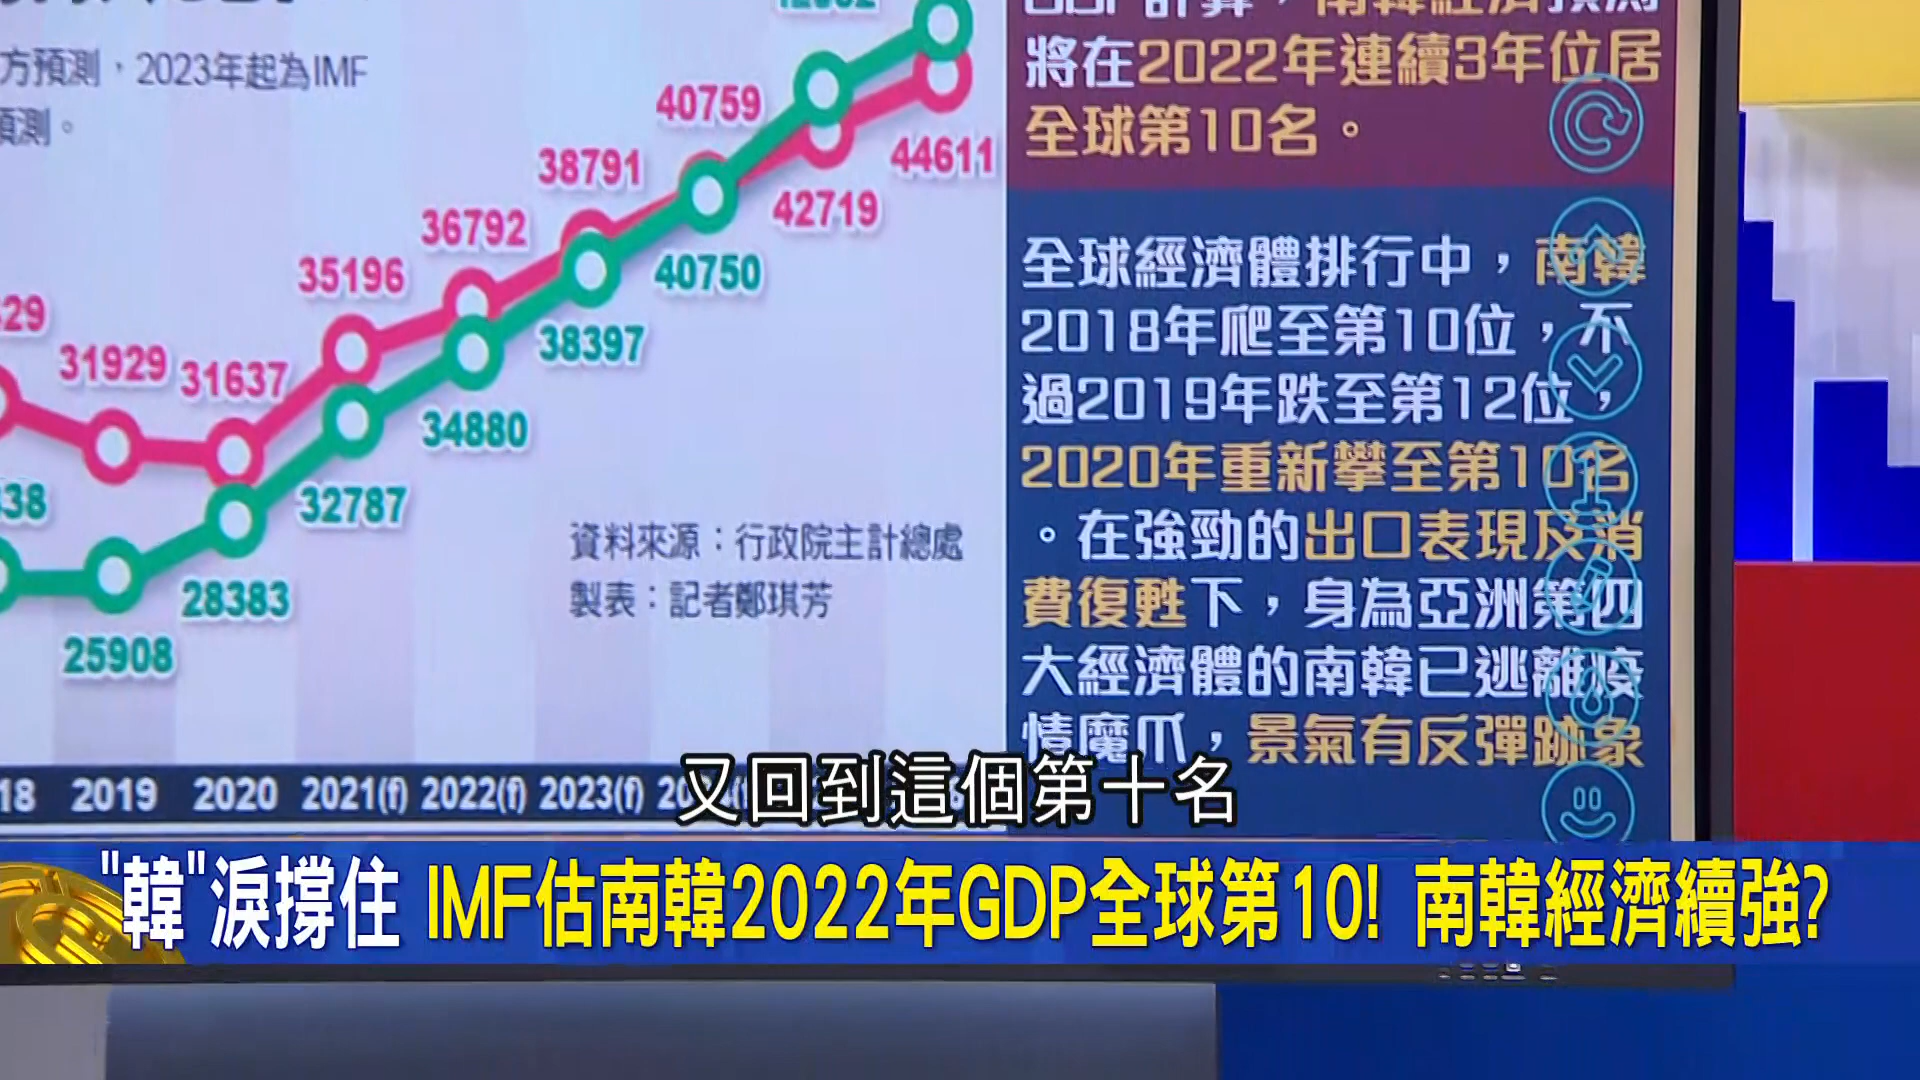 方預測，2023年起為IMF
預測。
29
31929
31637
35196
36792
38791
40759
42719
44611
38
25908
28383
32787
34880
38397
40750
資料來源：行政院主計總處
製表：記者鄭琪芳
18 2019 2020 2021(f) 2022(f) 2023(f)
將在2022年連續3年位居
全球第10名。
全球經濟體排行中，南韓
2018年爬至第10位，不
過2019年跌至第12位，
2020年重新攀至第10名
。在強勁的出口表現及消
費復甦下，身為亞洲第四
大經濟體的南韓已逃離疫
情魔爪，景氣有反彈跡象
又回到這個第十名
"韓"淚撐住 IMF估南韓2022年GDP全球第10! 南韓經濟續強?